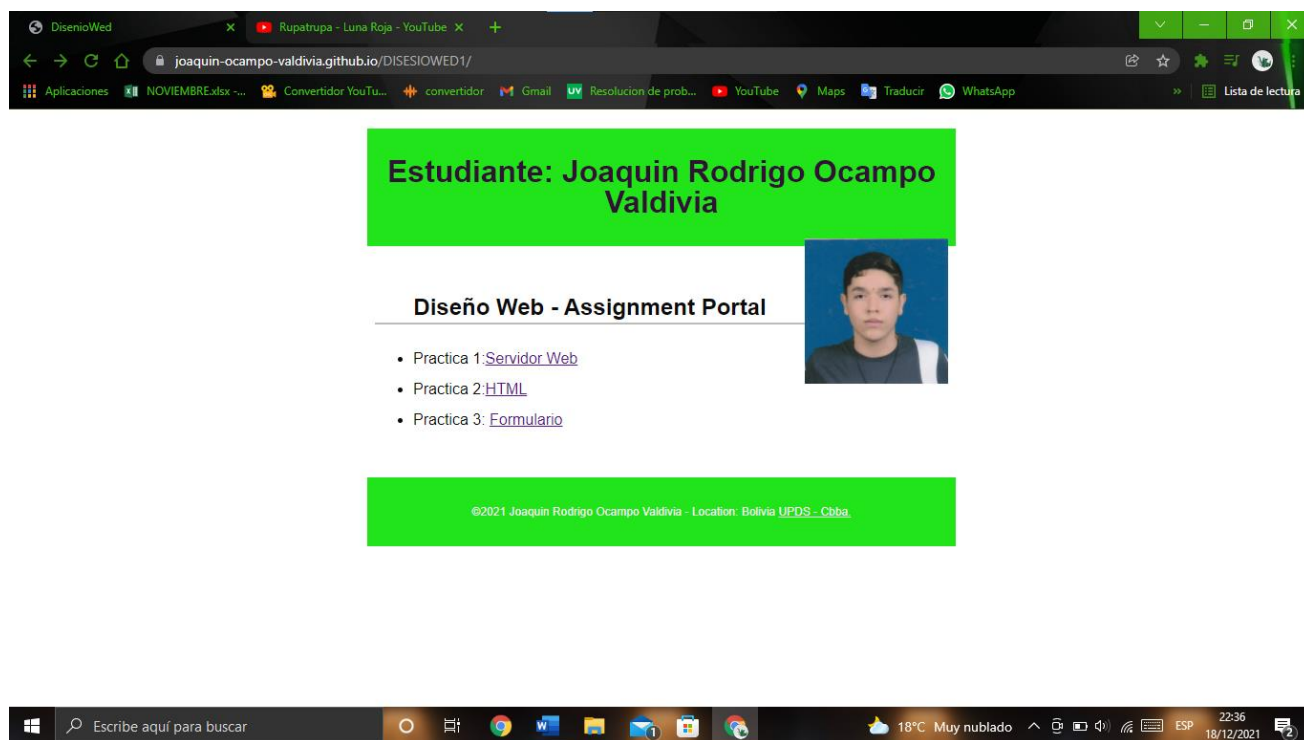 DisenioWed
Rupatrupa - Luna Roja - YouTube
joaquin-ocampo-valdivia.github.io/DISESIOWED1/
Aplicaciones NOVIEMBRE.xlsx -... Convertidor YouTu... convertidor Gmail UV Resolucion de prob... YouTube Maps Traducir WhatsApp » Lista de lectura
Estudiante: Joaquin Rodrigo Ocampo
Valdivia
Diseño Web - Assignment Portal
• Practica 1:Servidor Web
• Practica 2:HTML
• Practica 3: Formulario
©2021 Joaquin Rodrigo Ocampo Valdivia - Location: Bolivia UPDS - Cbba.
Escribe aquí para buscar
W
1
18°C Muy nublado
ESP
22:36
18/12/2021
2